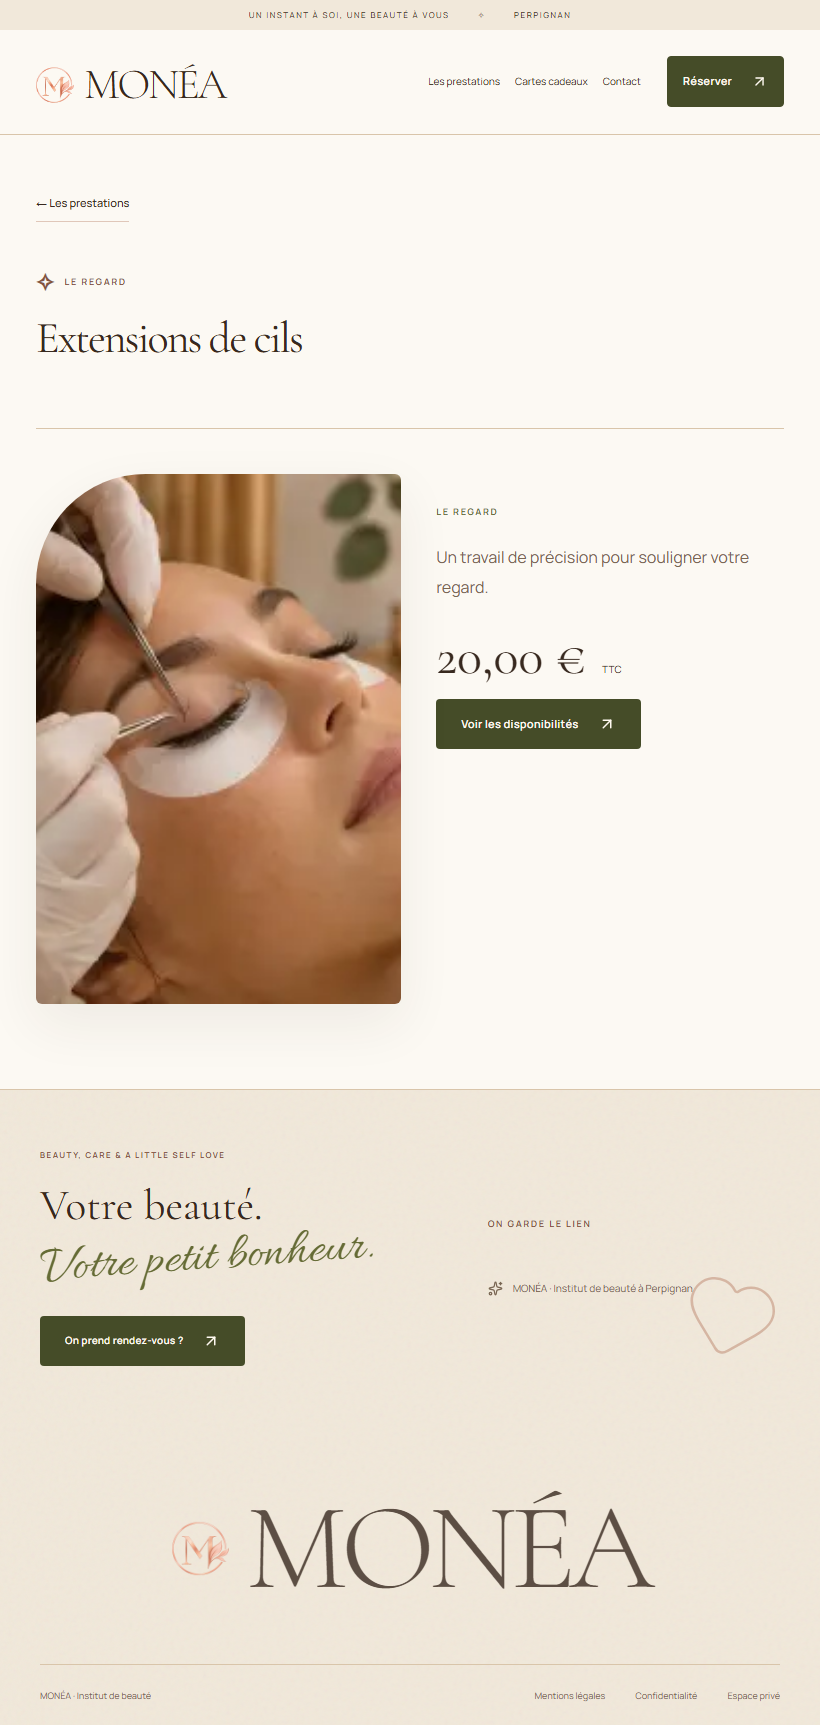 UN INSTANT À SOI, UNE BEAUTÉ À VOUS ✧ PERPIGNAN
M MONÉA
Les prestations
Cartes cadeaux
Contact
Réserver
← Les prestations
LE REGARD
Extensions de cils
LE REGARD
Un travail de précision pour souligner votre
regard.
20,00 € TTC
Voir les disponibilités
BEAUTY, CARE & A LITTLE SELF LOVE
Votre beauté.
Votre petit bonheur.
On prend rendez-vous ?
ON GARDE LE LIEN
MONÉA · Institut de beauté à Perpignan
M MONÉA
MONÉA · Institut de beauté
Mentions légales
Confidentialité
Espace privé